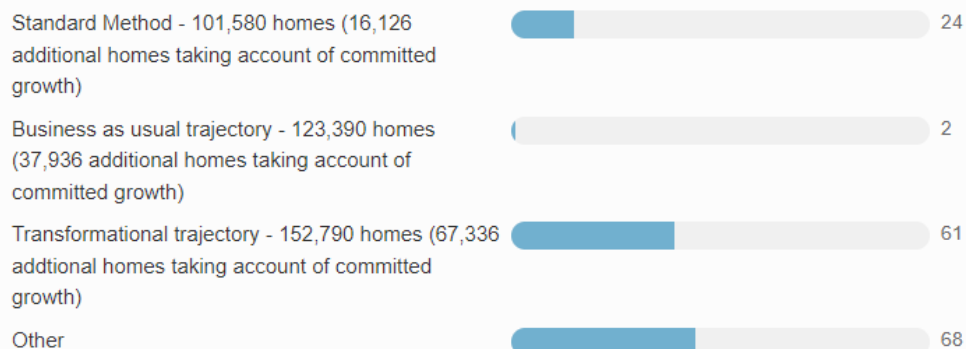 Standard Method - 101,580 homes (16,126
additional homes taking account of committed
growth)
24
Business as usual trajectory - 123,390 homes
(37,936 additional homes taking account of
committed growth)
2
Transformational trajectory - 152,790 homes (67,336
addtional homes taking account of committed
growth)
61
Other
68